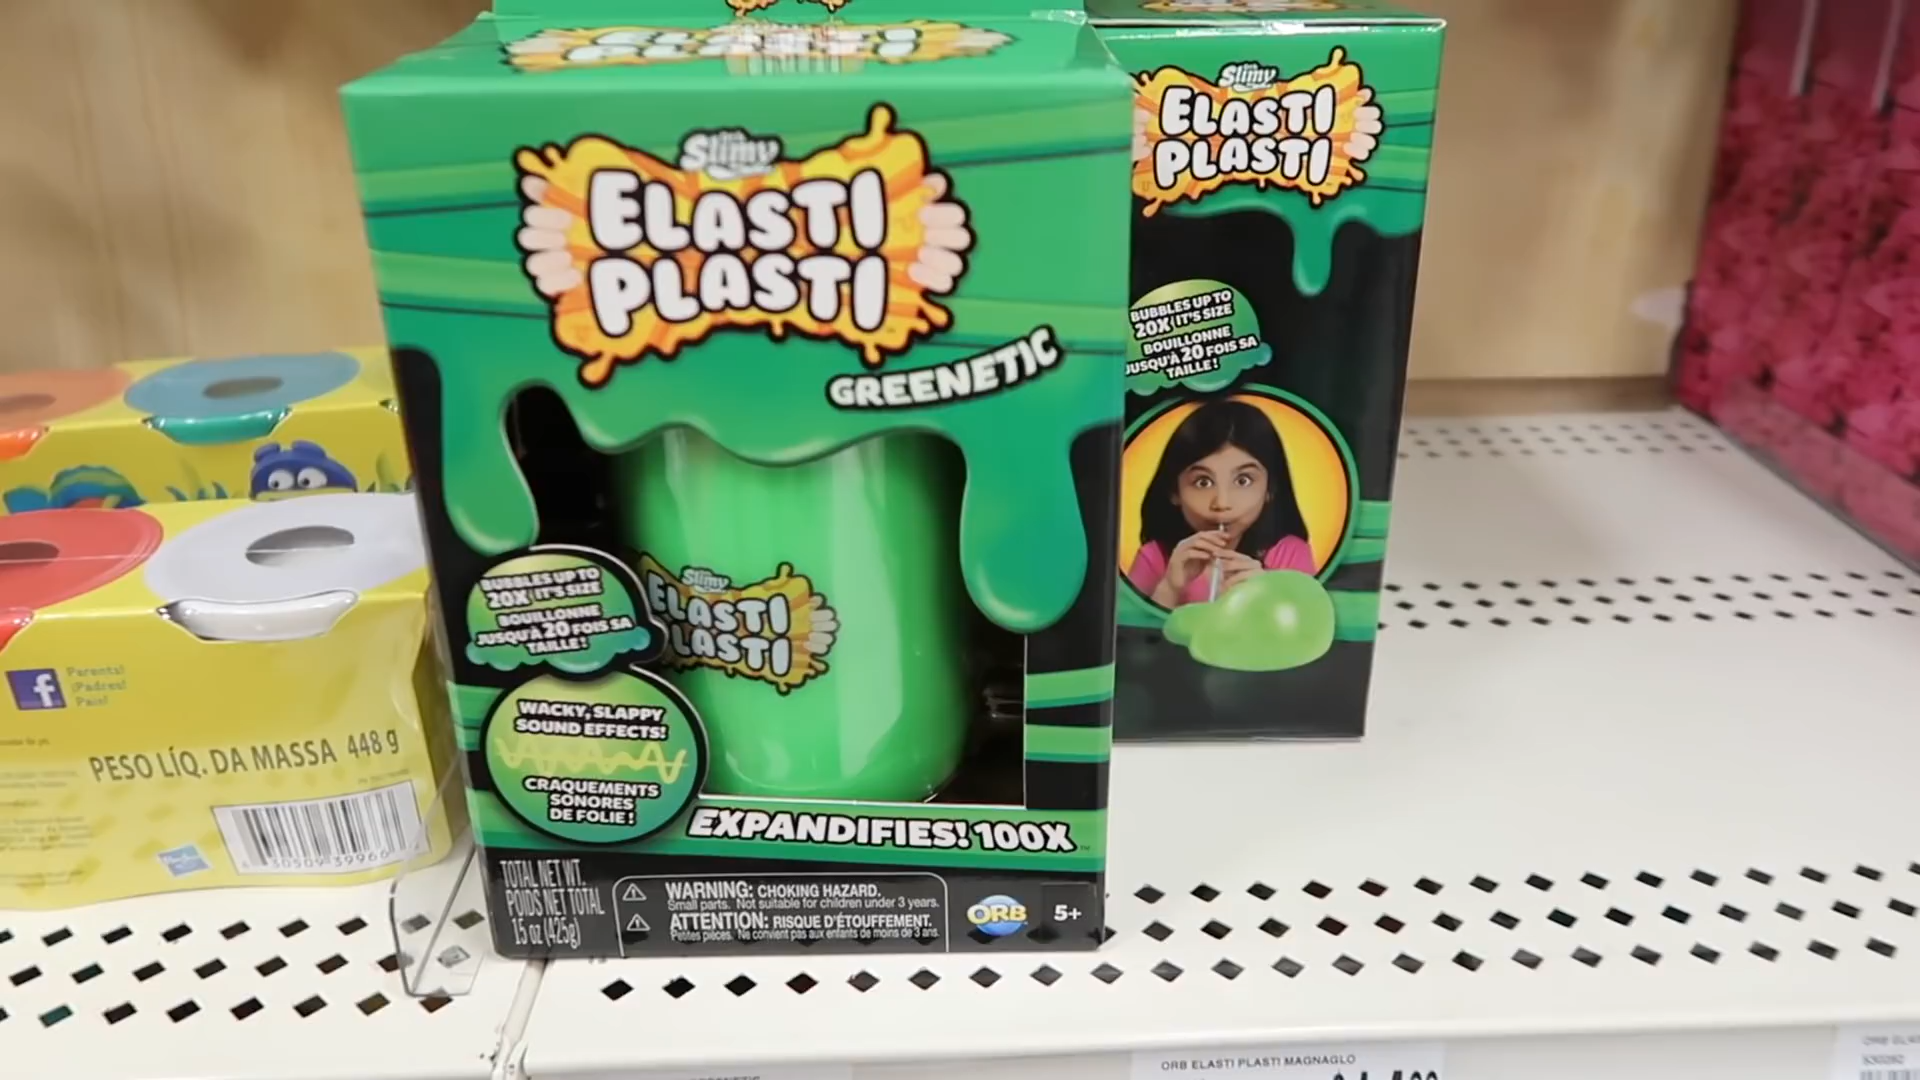 Slimy
ELASTI
PLASTI
GREENETIC
Slimy
ELASTI
PLASTI
BUBBLES UP TO
20X IT'S SIZE
BOUILLONNE
JUSQU'À 20 FOIS SA
TAILLE!
WACKY, SLAPPY
SOUND EFFECTS!
CRAQUEMENTS
SONORES
DE FOLIE!
EXPANDIFIES! 100X
TOTAL NET WT.
POIDS NET TOTAL
15 oz (425g)
WARNING: CHOKING HAZARD.
Small parts. Not suitable for children under 3 years.
ATTENTION: RISQUE D'ÉTOUFFEMENT.
Petites pièces. Ne convient pas aux enfants de moins de 3 ans.
ORB
5+
Slimy
ELASTI
PLASTI
BUBBLES UP TO
20X IT'S SIZE
BOUILLONNE
JUSQU'À 20 FOIS SA
TAILLE!
Parents!
¡Padres!
Pais!
PESO LÍQ. DA MASSA 448 g
30509 39966
ORB ELASTI PLASTI MAGNAGLO